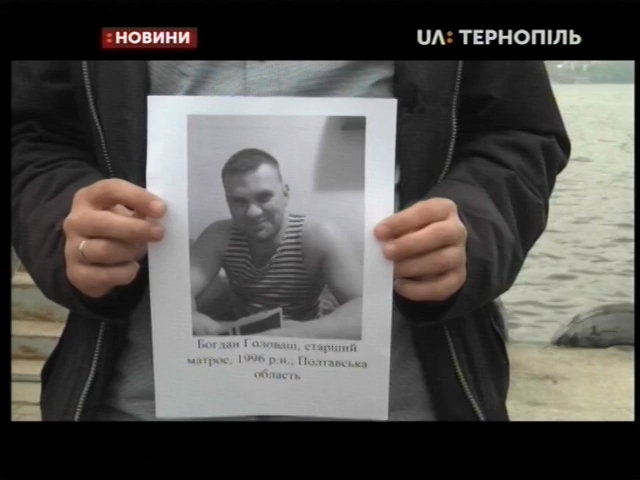 :НОВИНИ
UA: ТЕРНОПІЛЬ
Богдан Головаш, старший
матрос, 1996 р.н., Полтавська
область